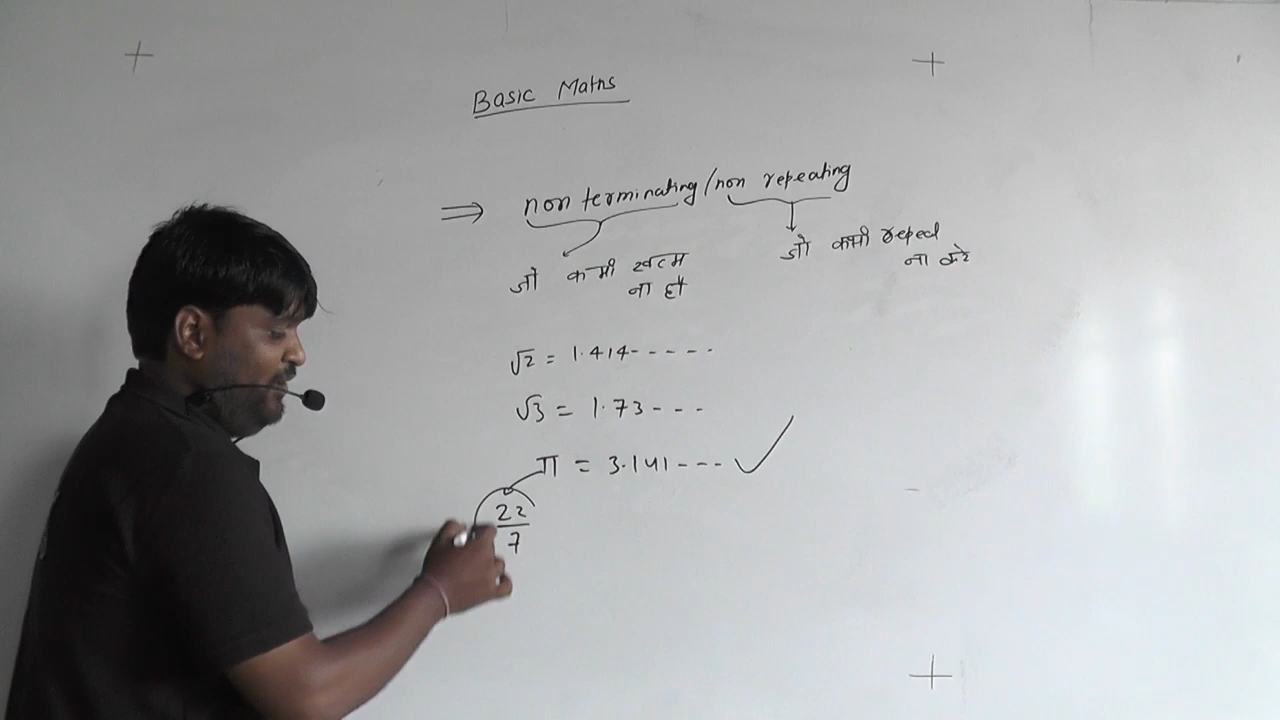 Basic Maths
⇒ non terminating/non repeating
जो कभी खत्म
ना हो
जो कभी repeat
ना करे
√2 = 1.414-----
√3 = 1.73---
π = 3.141--- ✓
22
7